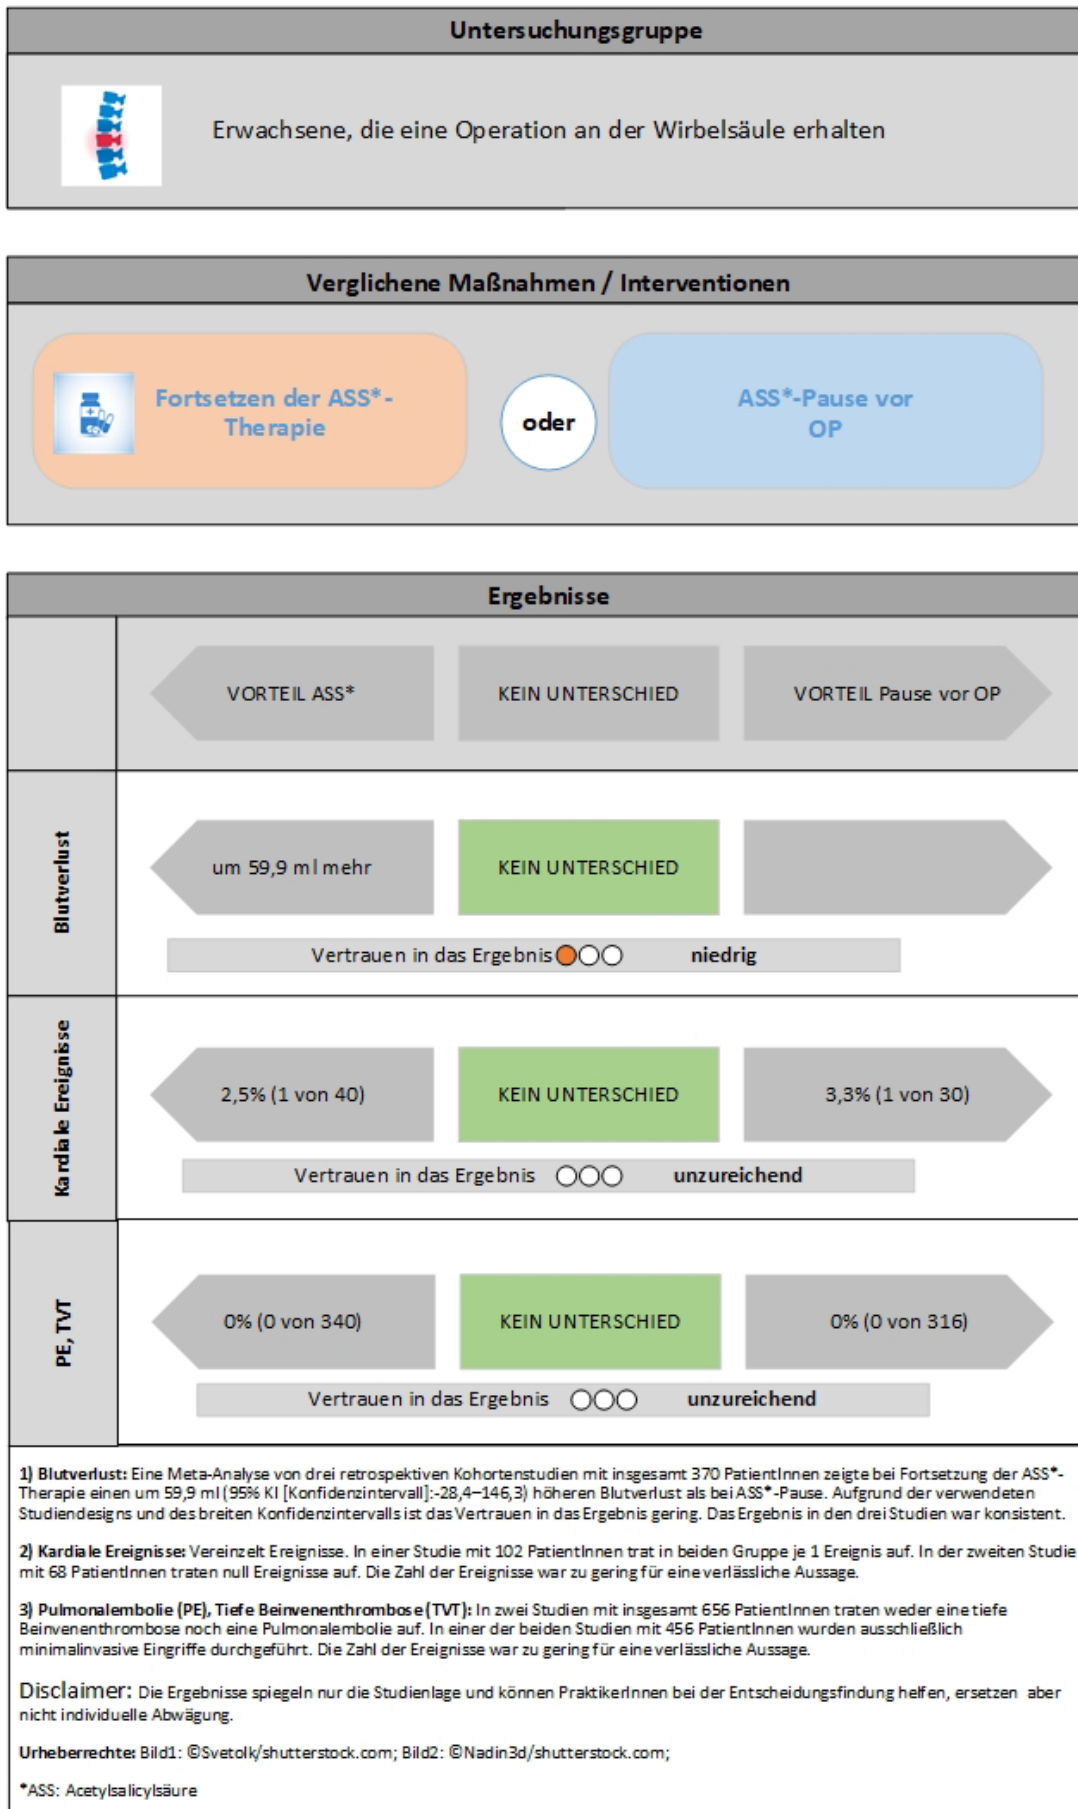 Untersuchungsgruppe
Erwachsene, die eine Operation an der Wirbelsäule erhalten
Verglichene Maßnahmen / Interventionen
Fortsetzen der ASS*-
Therapie
oder
ASS*-Pause vor
OP
Ergebnisse
VORTEIL ASS*
KEIN UNTERSCHIED
VORTEIL Pause vor OP
Blutverlust
um 59,9 ml mehr
KEIN UNTERSCHIED
Vertrauen in das Ergebnis niedrig
Kardiale Ereignisse
2,5% (1 von 40)
KEIN UNTERSCHIED
3,3% (1 von 30)
Vertrauen in das Ergebnis unzureichend
PE, TVT
0% (0 von 340)
KEIN UNTERSCHIED
0% (0 von 316)
Vertrauen in das Ergebnis unzureichend
1) Blutverlust: Eine Meta-Analyse von drei retrospektiven Kohortenstudien mit insgesamt 370 PatientInnen zeigte bei Fortsetzung der ASS*-
Therapie einen um 59,9 ml (95% KI [Konfidenzintervall]:-28,4–146,3) höheren Blutverlust als bei ASS*-Pause. Aufgrund der verwendeten
Studiendesigns und des breiten Konfidenzintervalls ist das Vertrauen in das Ergebnis gering. Das Ergebnis in den drei Studien war konsistent.
2) Kardiale Ereignisse: Vereinzelt Ereignisse. In einer Studie mit 102 PatientInnen trat in beiden Gruppe je 1 Ereignis auf. In der zweiten Studie
mit 68 PatientInnen traten null Ereignisse auf. Die Zahl der Ereignisse war zu gering für eine verlässliche Aussage.
3) Pulmonalembolie (PE), Tiefe Beinvenenthrombose (TVT): In zwei Studien mit insgesamt 656 PatientInnen traten weder eine tiefe
Beinvenenthrombose noch eine Pulmonalembolie auf. In einer der beiden Studien mit 456 PatientInnen wurden ausschließlich
minimalinvasive Eingriffe durchgeführt. Die Zahl der Ereignisse war zu gering für eine verlässliche Aussage.
Disclaimer: Die Ergebnisse spiegeln nur die Studienlage und können PraktikerInnen bei der Entscheidungsfindung helfen, ersetzen aber
nicht individuelle Abwägung.
Urheberrechte: Bild1: ©Svetolk/shutterstock.com; Bild2: ©Nadin3d/shutterstock.com;
*ASS: Acetylsalicylsäure